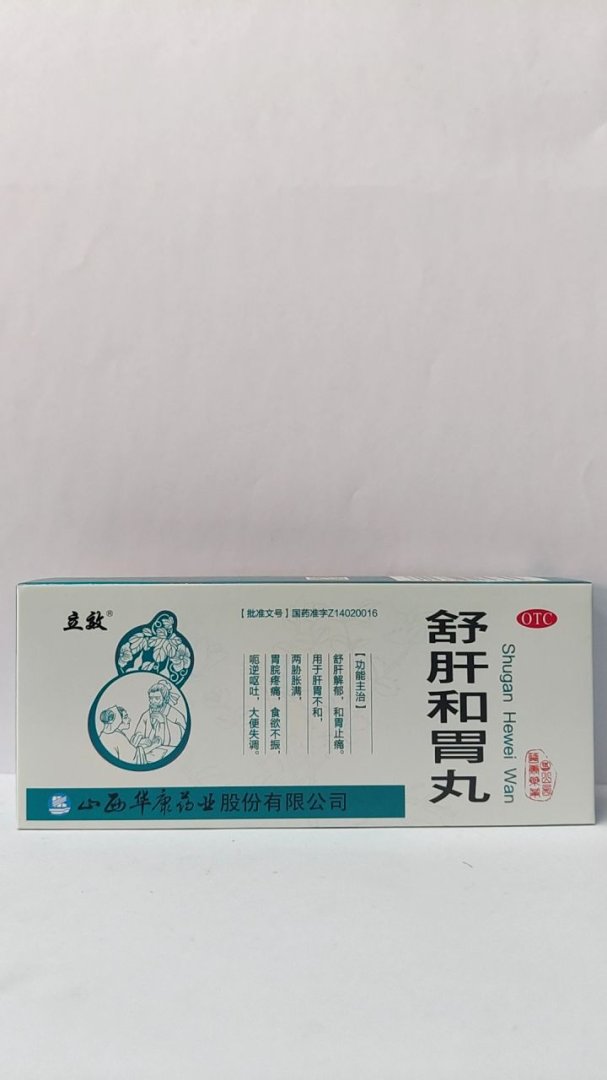 立效®
【批准文号】国药准字Z14020016
【功能主治】
舒肝解郁，和胃止痛。
用于肝胃不和，
两胁胀满，
胃脘疼痛，食欲不振，
呃逆呕吐，大便失调。
舒肝和胃丸
Shugan Hewei Wan
OTC
山西华康药业股份有限公司